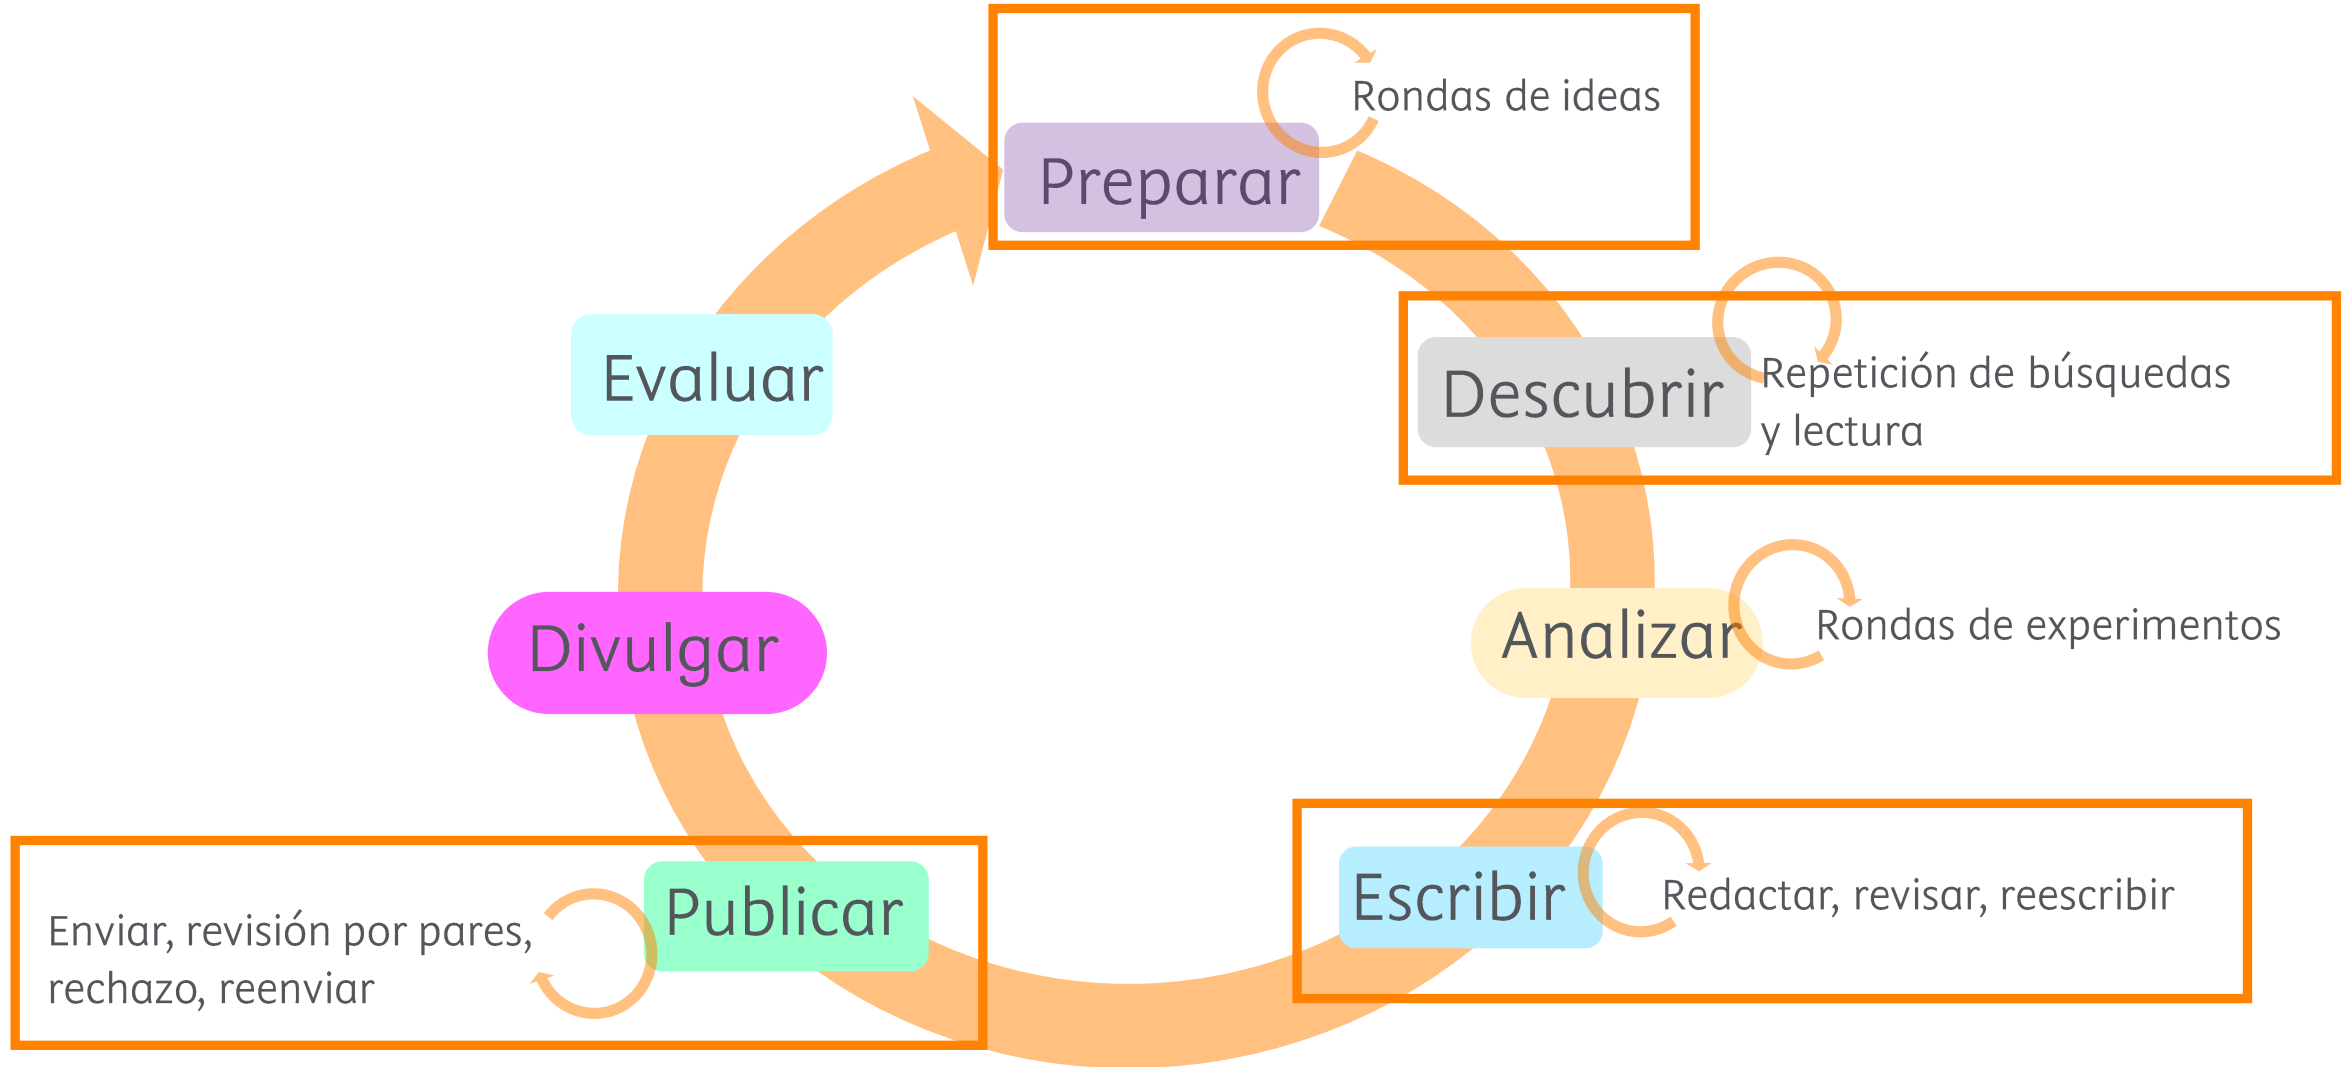 Rondas de ideas
Preparar
Descubrir
Repetición de búsquedas
y lectura
Analizar
Rondas de experimentos
Escribir
Redactar, revisar, reescribir
Publicar
Enviar, revisión por pares,
rechazo, reenviar
Divulgar
Evaluar